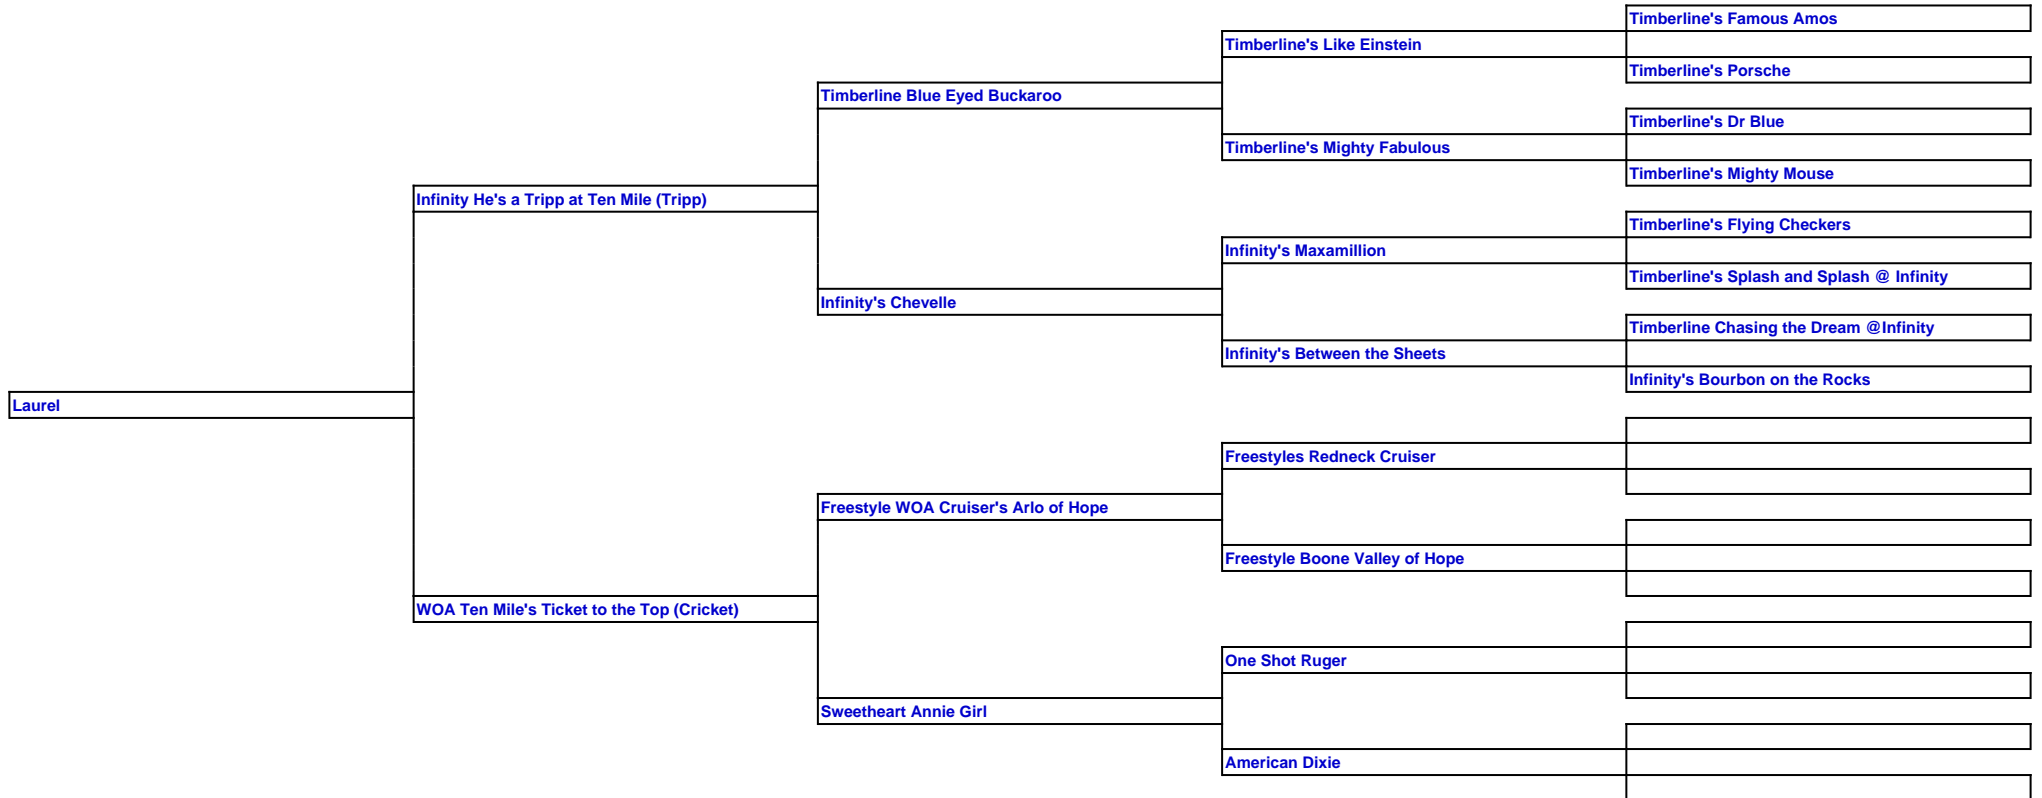 Timberline's Famous Amos
Timberline's Like Einstein
Timberline's Porsche
Timberline Blue Eyed Buckaroo
Timberline's Dr Blue
Timberline's Mighty Fabulous
Timberline's Mighty Mouse
Infinity He's a Tripp at Ten Mile (Tripp)
Timberline's Flying Checkers
Infinity's Maxamillion
Timberline's Splash and Splash @ Infinity
Infinity's Chevelle
Timberline Chasing the Dream @Infinity
Infinity's Between the Sheets
Infinity's Bourbon on the Rocks
Laurel
Freestyles Redneck Cruiser
Freestyle WOA Cruiser's Arlo of Hope
Freestyle Boone Valley of Hope
WOA Ten Mile's Ticket to the Top (Cricket)
One Shot Ruger
Sweetheart Annie Girl
American Dixie